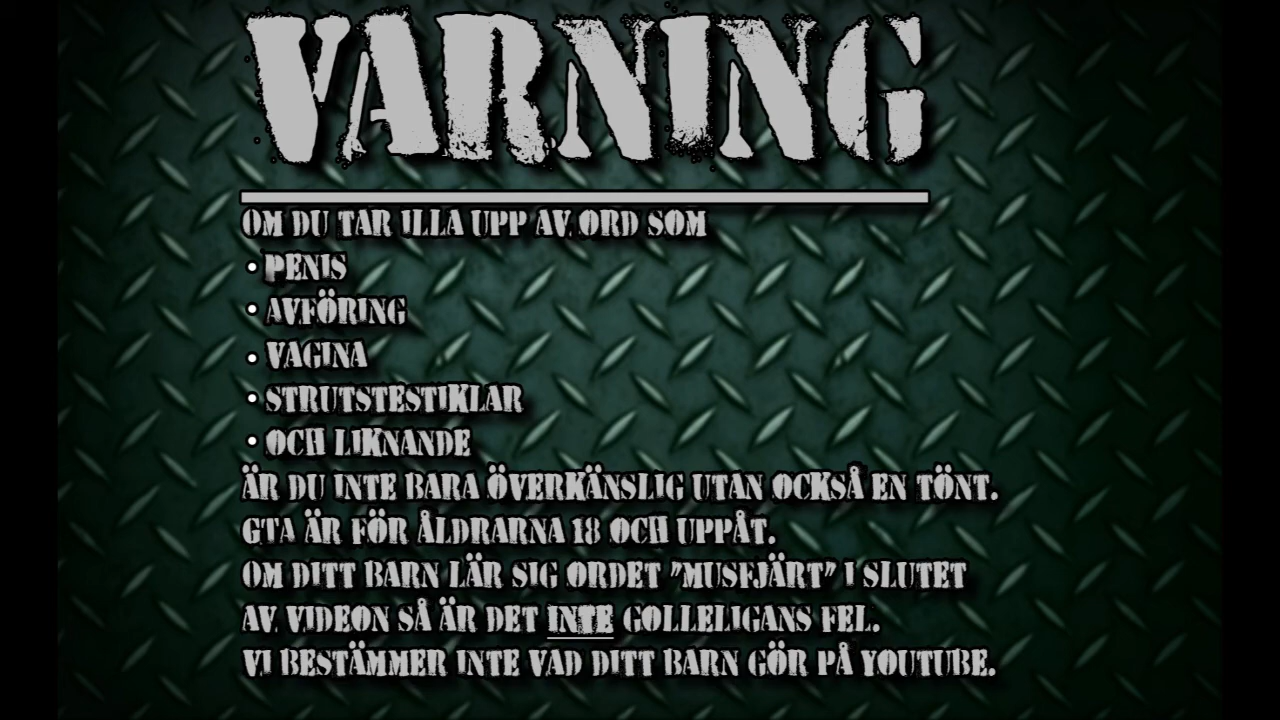 VARNING
OM DU TAR ILLA UPP AV ORD SOM
• PENIS
• AVFÖRING
• VAGINA
• STRUTSTESTIKLAR
• OCH LIKNANDE
ÄR DU INTE BARA ÖVERKÄNSLIG UTAN OCKSÅ EN TÖNT.
GTA ÄR FÖR ÅLDRARNA 18 OCH UPPÅT.
OM DITT BARN LÄR SIG ORDET "MUSFJÄRT" I SLUTET
AV VIDEON SÅ ÄR DET INTE GOLLELIGANS FEL.
VI BESTÄMMER INTE VAD DITT BARN GÖR PÅ YOUTUBE.